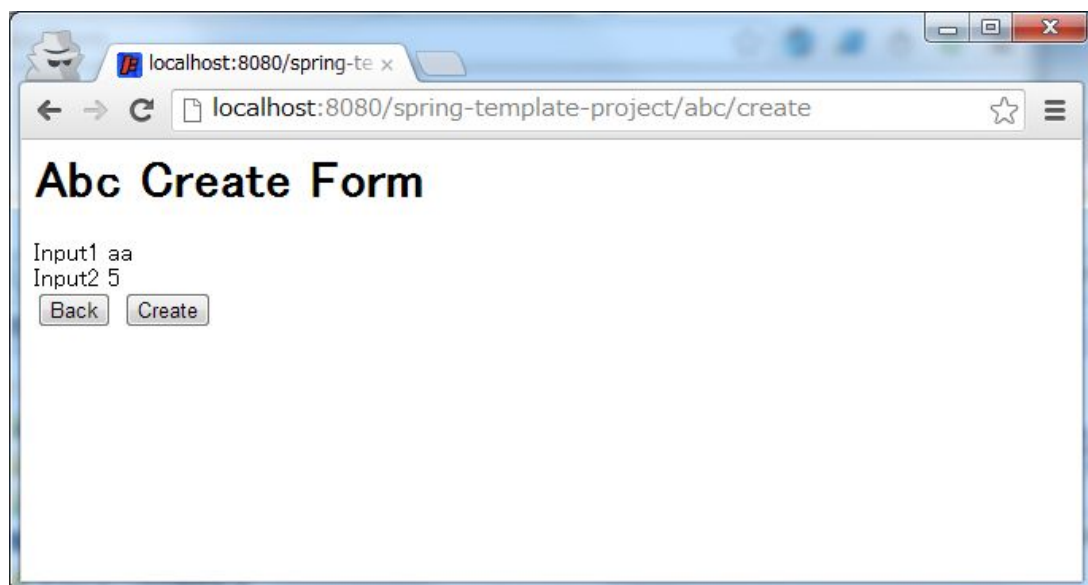 localhost:8080/spring-te
localhost:8080/spring-template-project/abc/create
Abc Create Form
Input1 aa
Input2 5
Back Create